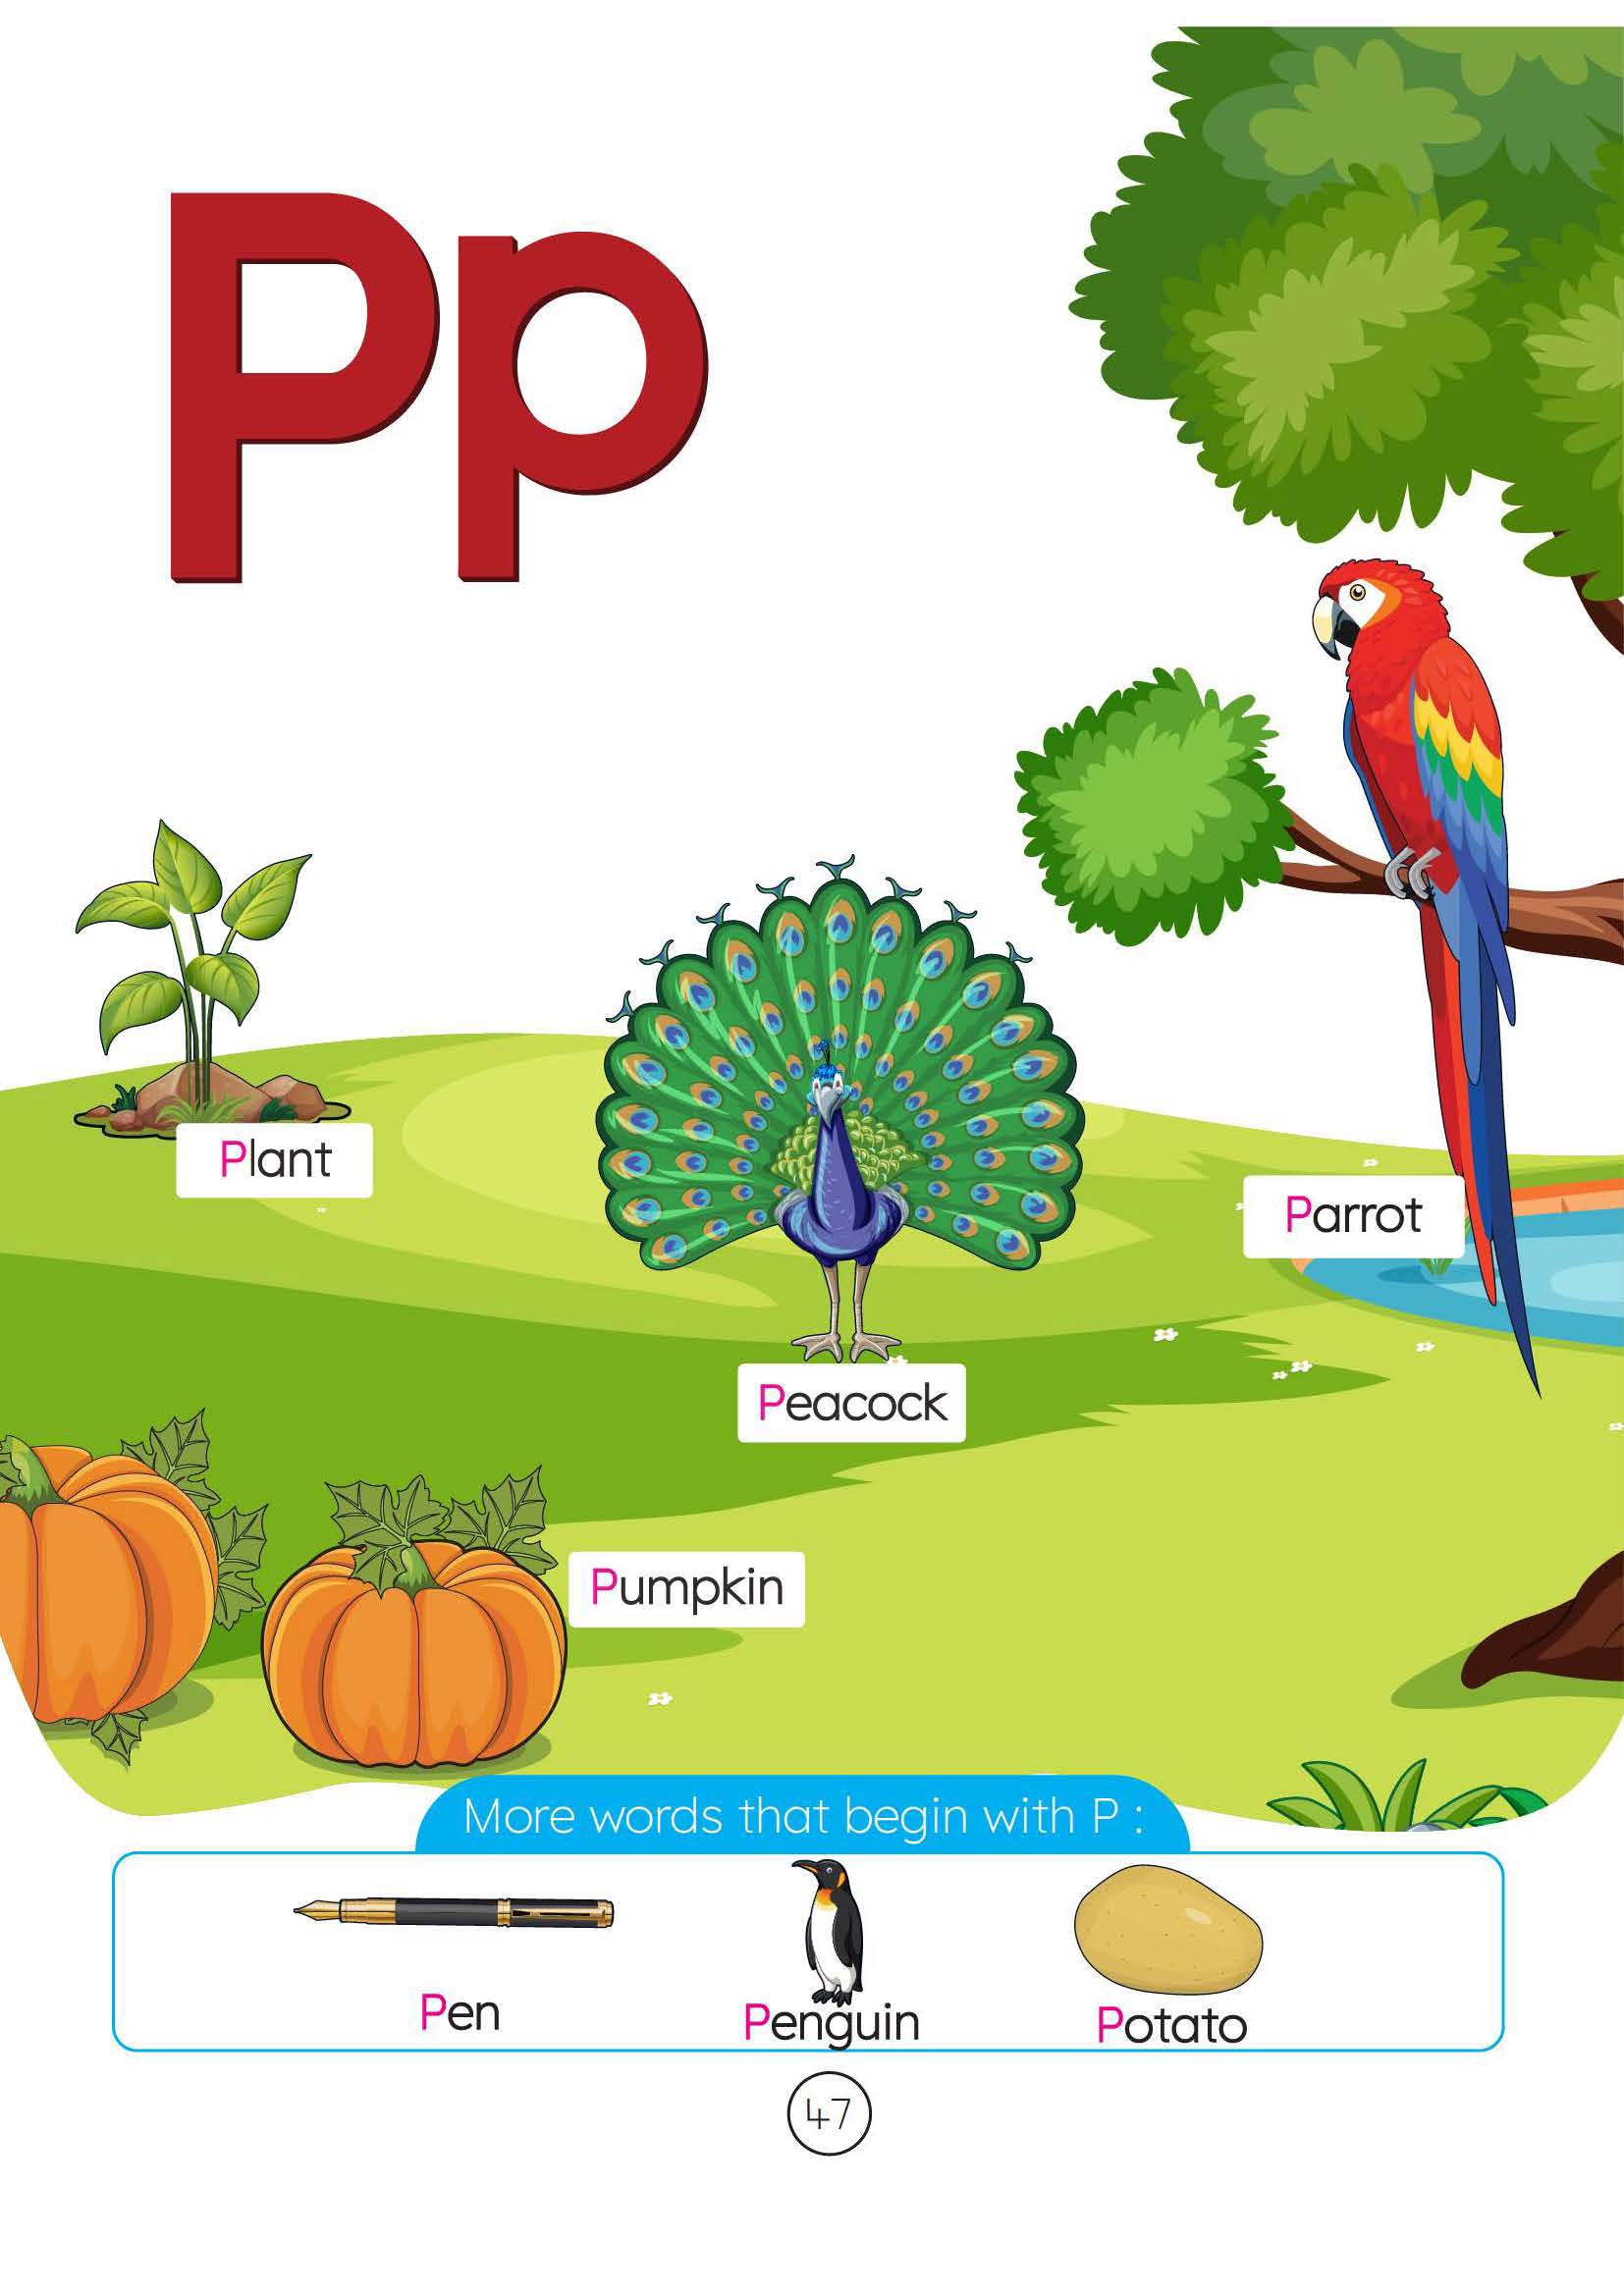 Pp
Plant
Parrot
Peacock
Pumpkin
More words that begin with P :
Pen
Penguin
Potato
47